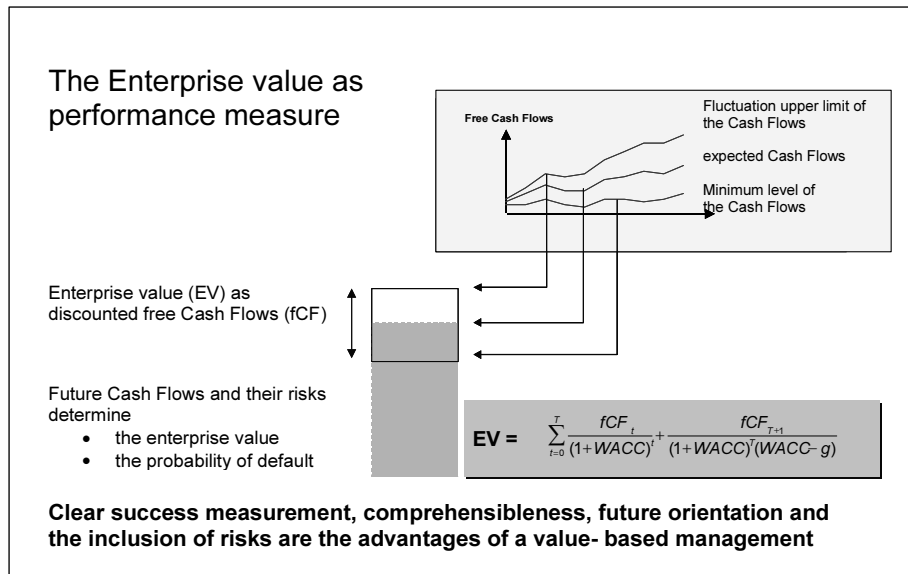 The Enterprise value as
performance measure
Free Cash Flows
Fluctuation upper limit of
the Cash Flows
expected Cash Flows
Minimum level of
the Cash Flows
Enterprise value (EV) as
discounted free Cash Flows (fCF)
Future Cash Flows and their risks
determine
• the enterprise value
• the probability of default
EV = \sum_{t=0}^{T} \frac{fCF_t}{(1+WACC)^t} + \frac{fCF_{T+1}}{(1+WACC)^T(WACC-g)}
Clear success measurement, comprehensibleness, future orientation and
the inclusion of risks are the advantages of a value- based management